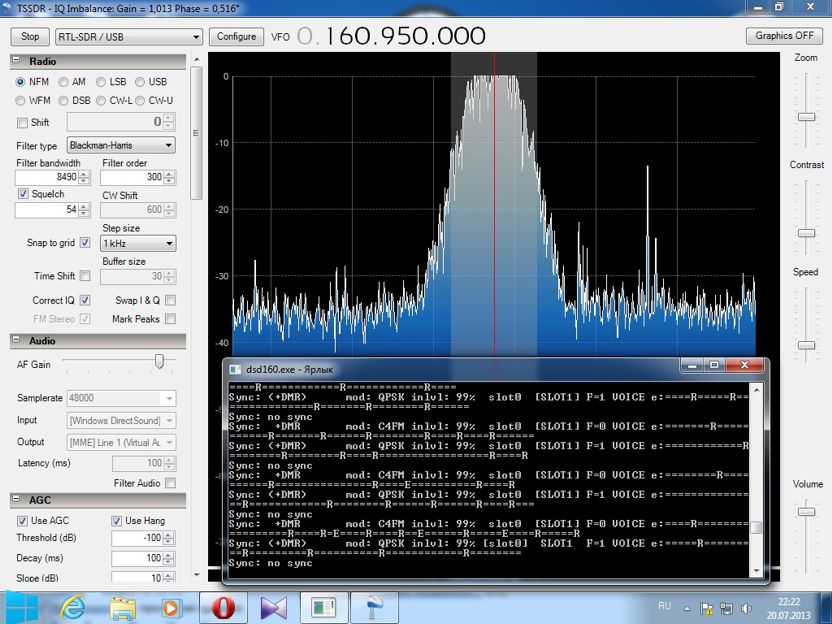 TSSDR - IQ Imbalance: Gain = 1,013 Phase = 0,516°
Stop RTL-SDR / USB Configure VFO 0.160.950.000 Graphics OFF
Radio
NFM AM LSB USB
WFM DSB CW-L CW-U
Shift 0
Filter type Blackman-Harris
Filter bandwidth Filter order
8490 300
Squelch CW Shift
54 600
Step size
Snap to grid 1 kHz
Buffer size
Time Shift 30
Correct IQ Swap I & Q
FM Stereo Mark Peaks
Audio
AF Gain
Samplerate 48000
Input [Windows DirectSound]
Output [MME] Line 1 (Virtual Au
Latency (ms) 100
Filter Audio
AGC
Use AGC Use Hang
Threshold (dB) -100
Decay (ms) 100
Slope (dB) 10
0
-10
-20
-30
-40
Zoom
Contrast
Speed
Volume
dsd160.exe - Ярлык
Sync: (+DMR) mod: QPSK inlvl: 99% slot0 [SLOT1] F=1 VOICE e:
Sync: no sync
Sync: +DMR mod: C4FM inlvl: 99% slot0 [SLOT1] F=0 VOICE e:
Sync: (+DMR) mod: QPSK inlvl: 99% slot0 [SLOT1] F=1 VOICE e:
Sync: no sync
Sync: +DMR mod: C4FM inlvl: 99% slot0 [SLOT1] F=0 VOICE e:
Sync: (+DMR) mod: QPSK inlvl: 99% slot0 [SLOT1] F=1 VOICE e:
Sync: no sync
Sync: +DMR mod: C4FM inlvl: 99% slot0 [SLOT1] F=0 VOICE e:
Sync: (+DMR) mod: QPSK inlvl: 99% [slot0] SLOT1 F=1 VOICE e:
Sync: no sync
RU
22:22
20.07.2013